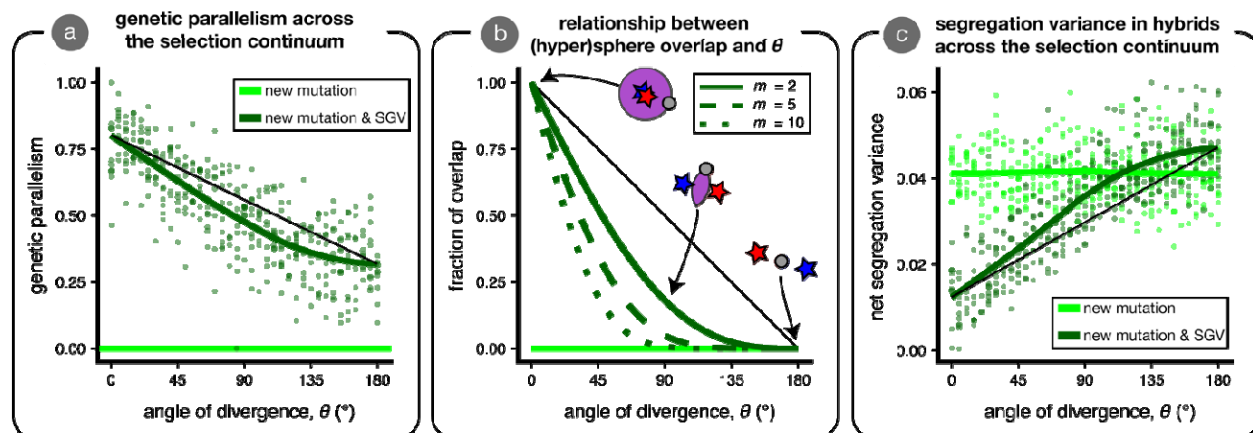 a
genetic parallelism across
the selection continuum
genetic parallelism
1.00
0.75
0.50
0.25
0.00
new mutation
new mutation & SGV
0
45
90
135
180
angle of divergence, θ (°)
b
relationship between
(hyper)sphere overlap and θ
fraction of overlap
1.00
0.75
0.50
0.25
0.00
m = 2
m = 5
m = 10
0
45
90
135
180
angle of divergence, θ (°)
c
segregation variance in hybrids
across the selection continuum
net segregation variance
0.06
0.04
0.02
0.00
new mutation
new mutation & SGV
0
45
90
135
180
angle of divergence, θ (°)